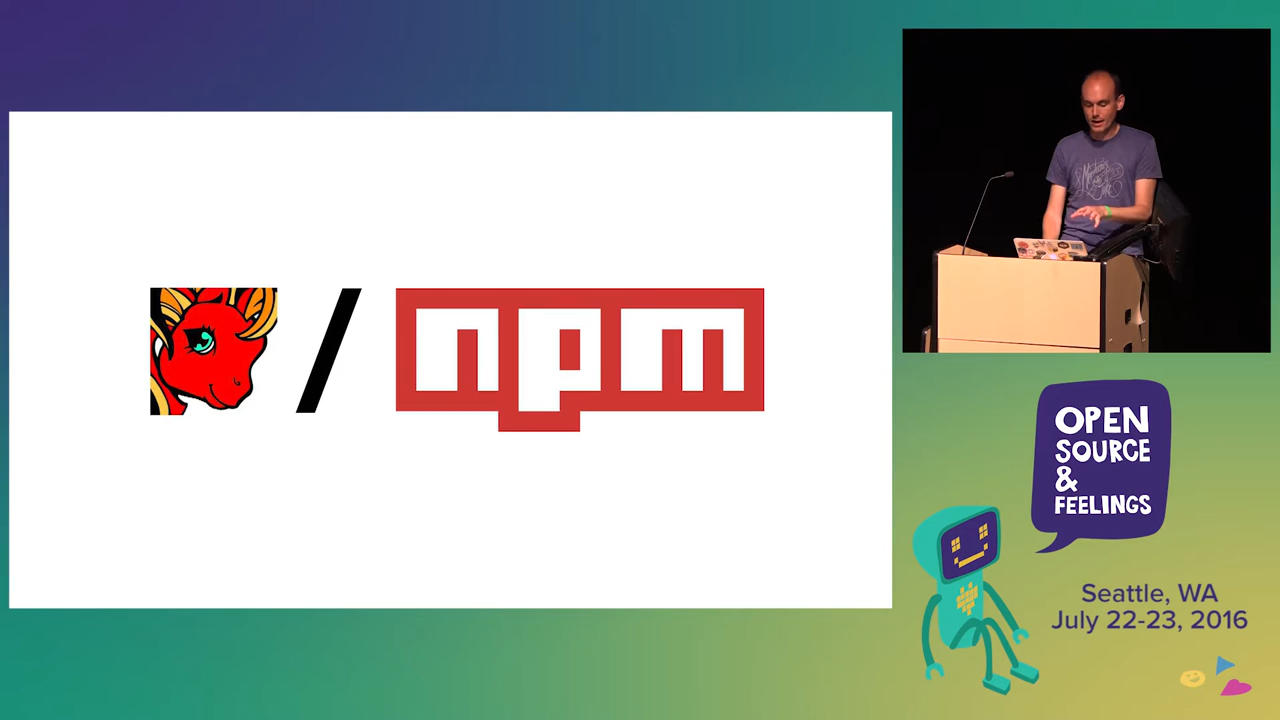 / npm
OPEN
SOURCE
&
FEELINGS
Seattle, WA
July 22-23, 2016